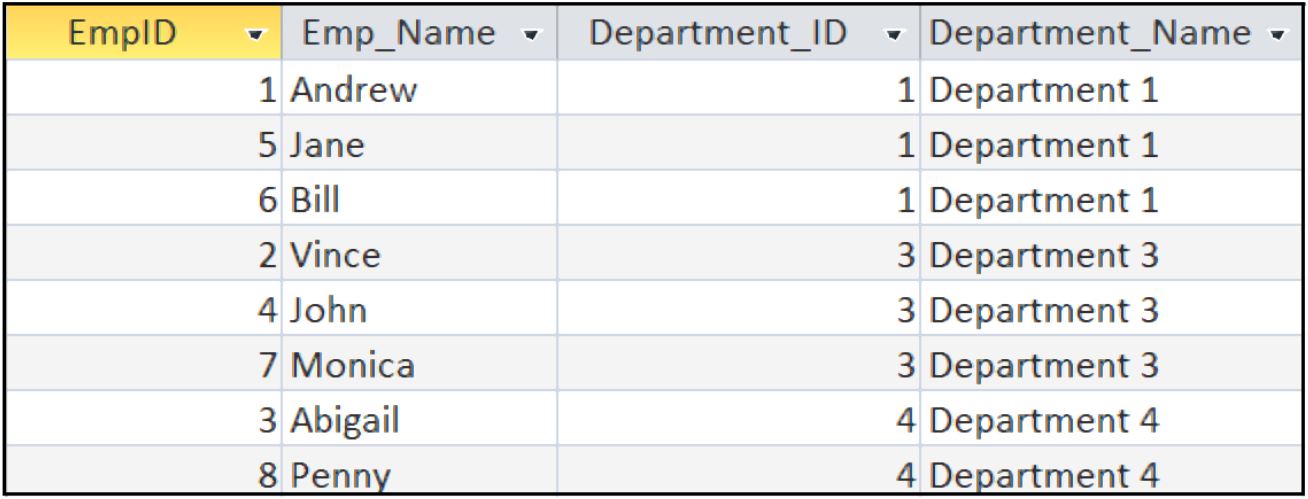 EmpID Emp_Name Department_ID Department_Name
1 Andrew 1 Department 1
5 Jane 1 Department 1
6 Bill 1 Department 1
2 Vince 3 Department 3
4 John 3 Department 3
7 Monica 3 Department 3
3 Abigail 4 Department 4
8 Penny 4 Department 4